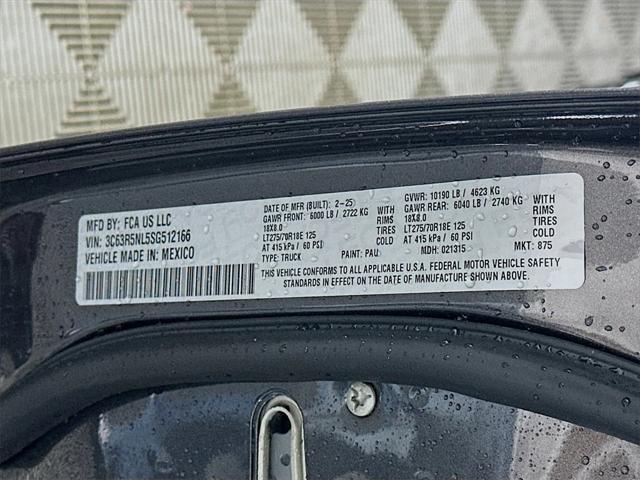 MFD BY: FCA US LLC
VIN: 3C63R5NL5SG512166
VEHICLE MADE IN: MEXICO
DATE OF MFR (BUILT): 2-25
GAWR FRONT: 6000 LB / 2722 KG WITH
18X8.0 RIMS
LT275/70R18E 125 TIRES
AT 415 kPa / 60 PSI COLD
TYPE: TRUCK PAINT: PAU
GVWR: 10190 LB / 4623 KG
GAWR REAR: 6040 LB / 2740 KG WITH
18X8.0 RIMS
LT275/70R18E 125 TIRES
AT 415 kPa / 60 PSI COLD
MDH: 021315 MKT: 875
THIS VEHICLE CONFORMS TO ALL APPLICABLE U.S.A. FEDERAL MOTOR VEHICLE SAFETY
STANDARDS IN EFFECT ON THE DATE OF MANUFACTURE SHOWN ABOVE.